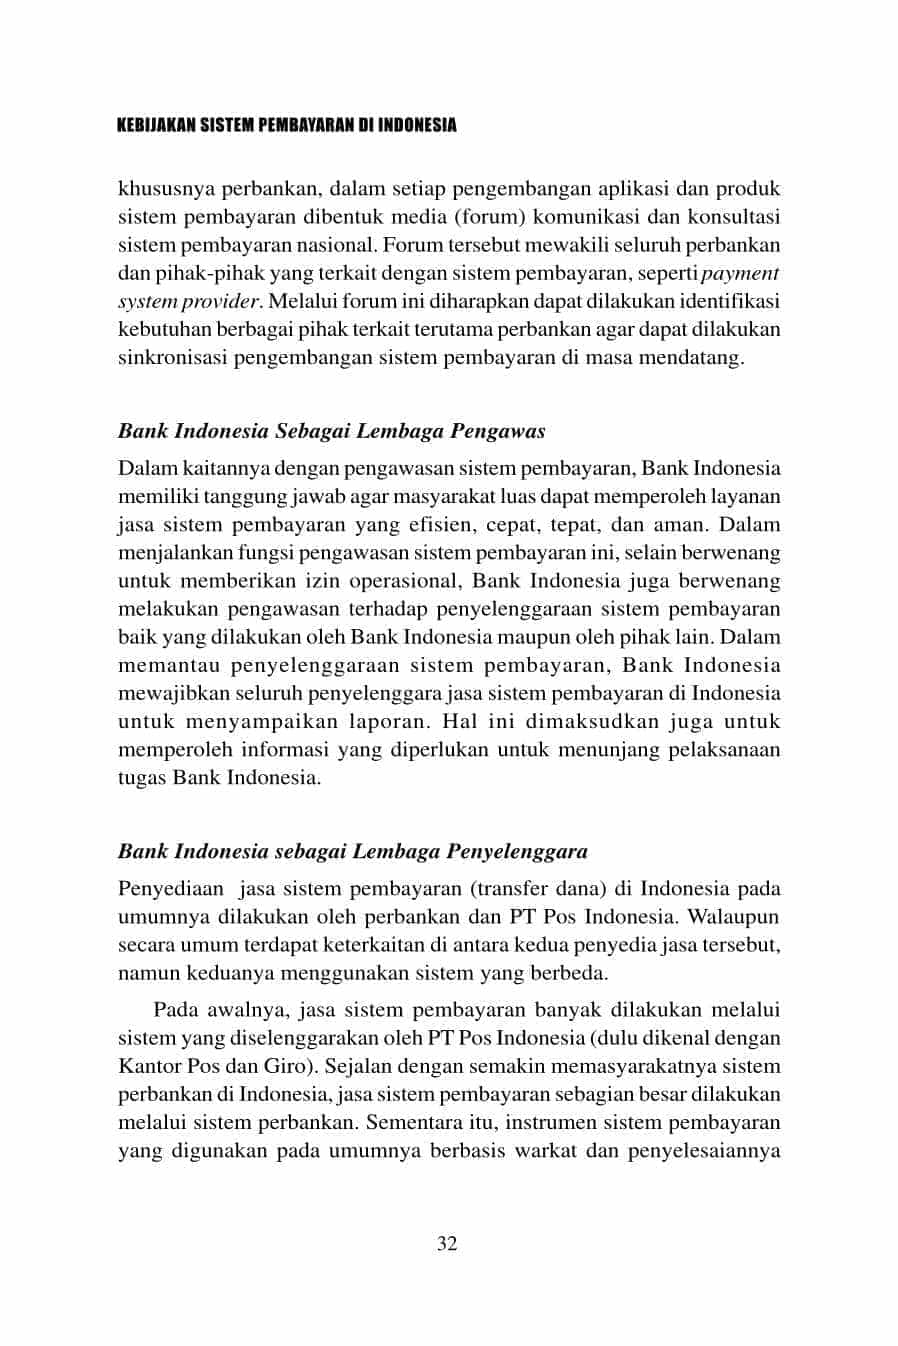 KEBIJAKAN SISTEM PEMBAYARAN DI INDONESIA
khususnya perbankan, dalam setiap pengembangan aplikasi dan produk
sistem pembayaran dibentuk media (forum) komunikasi dan konsultasi
sistem pembayaran nasional. Forum tersebut mewakili seluruh perbankan
dan pihak-pihak yang terkait dengan sistem pembayaran, seperti payment
system provider. Melalui forum ini diharapkan dapat dilakukan identifikasi
kebutuhan berbagai pihak terkait terutama perbankan agar dapat dilakukan
sinkronisasi pengembangan sistem pembayaran di masa mendatang.
Bank Indonesia Sebagai Lembaga Pengawas
Dalam kaitannya dengan pengawasan sistem pembayaran, Bank Indonesia
memiliki tanggung jawab agar masyarakat luas dapat memperoleh layanan
jasa sistem pembayaran yang efisien, cepat, tepat, dan aman. Dalam
menjalankan fungsi pengawasan sistem pembayaran ini, selain berwenang
untuk memberikan izin operasional, Bank Indonesia juga berwenang
melakukan pengawasan terhadap penyelenggaraan sistem pembayaran
baik yang dilakukan oleh Bank Indonesia maupun oleh pihak lain. Dalam
memantau penyelenggaraan sistem pembayaran, Bank Indonesia
mewajibkan seluruh penyelenggara jasa sistem pembayaran di Indonesia
untuk menyampaikan laporan. Hal ini dimaksudkan juga untuk
memperoleh informasi yang diperlukan untuk menunjang pelaksanaan
tugas Bank Indonesia.
Bank Indonesia sebagai Lembaga Penyelenggara
Penyediaan jasa sistem pembayaran (transfer dana) di Indonesia pada
umumnya dilakukan oleh perbankan dan PT Pos Indonesia. Walaupun
secara umum terdapat keterkaitan di antara kedua penyedia jasa tersebut,
namun keduanya menggunakan sistem yang berbeda.
Pada awalnya, jasa sistem pembayaran banyak dilakukan melalui
sistem yang diselenggarakan oleh PT Pos Indonesia (dulu dikenal dengan
Kantor Pos dan Giro). Sejalan dengan semakin memasyarakatnya sistem
perbankan di Indonesia, jasa sistem pembayaran sebagian besar dilakukan
melalui sistem perbankan. Sementara itu, instrumen sistem pembayaran
yang digunakan pada umumnya berbasis warkat dan penyelesaiannya
32